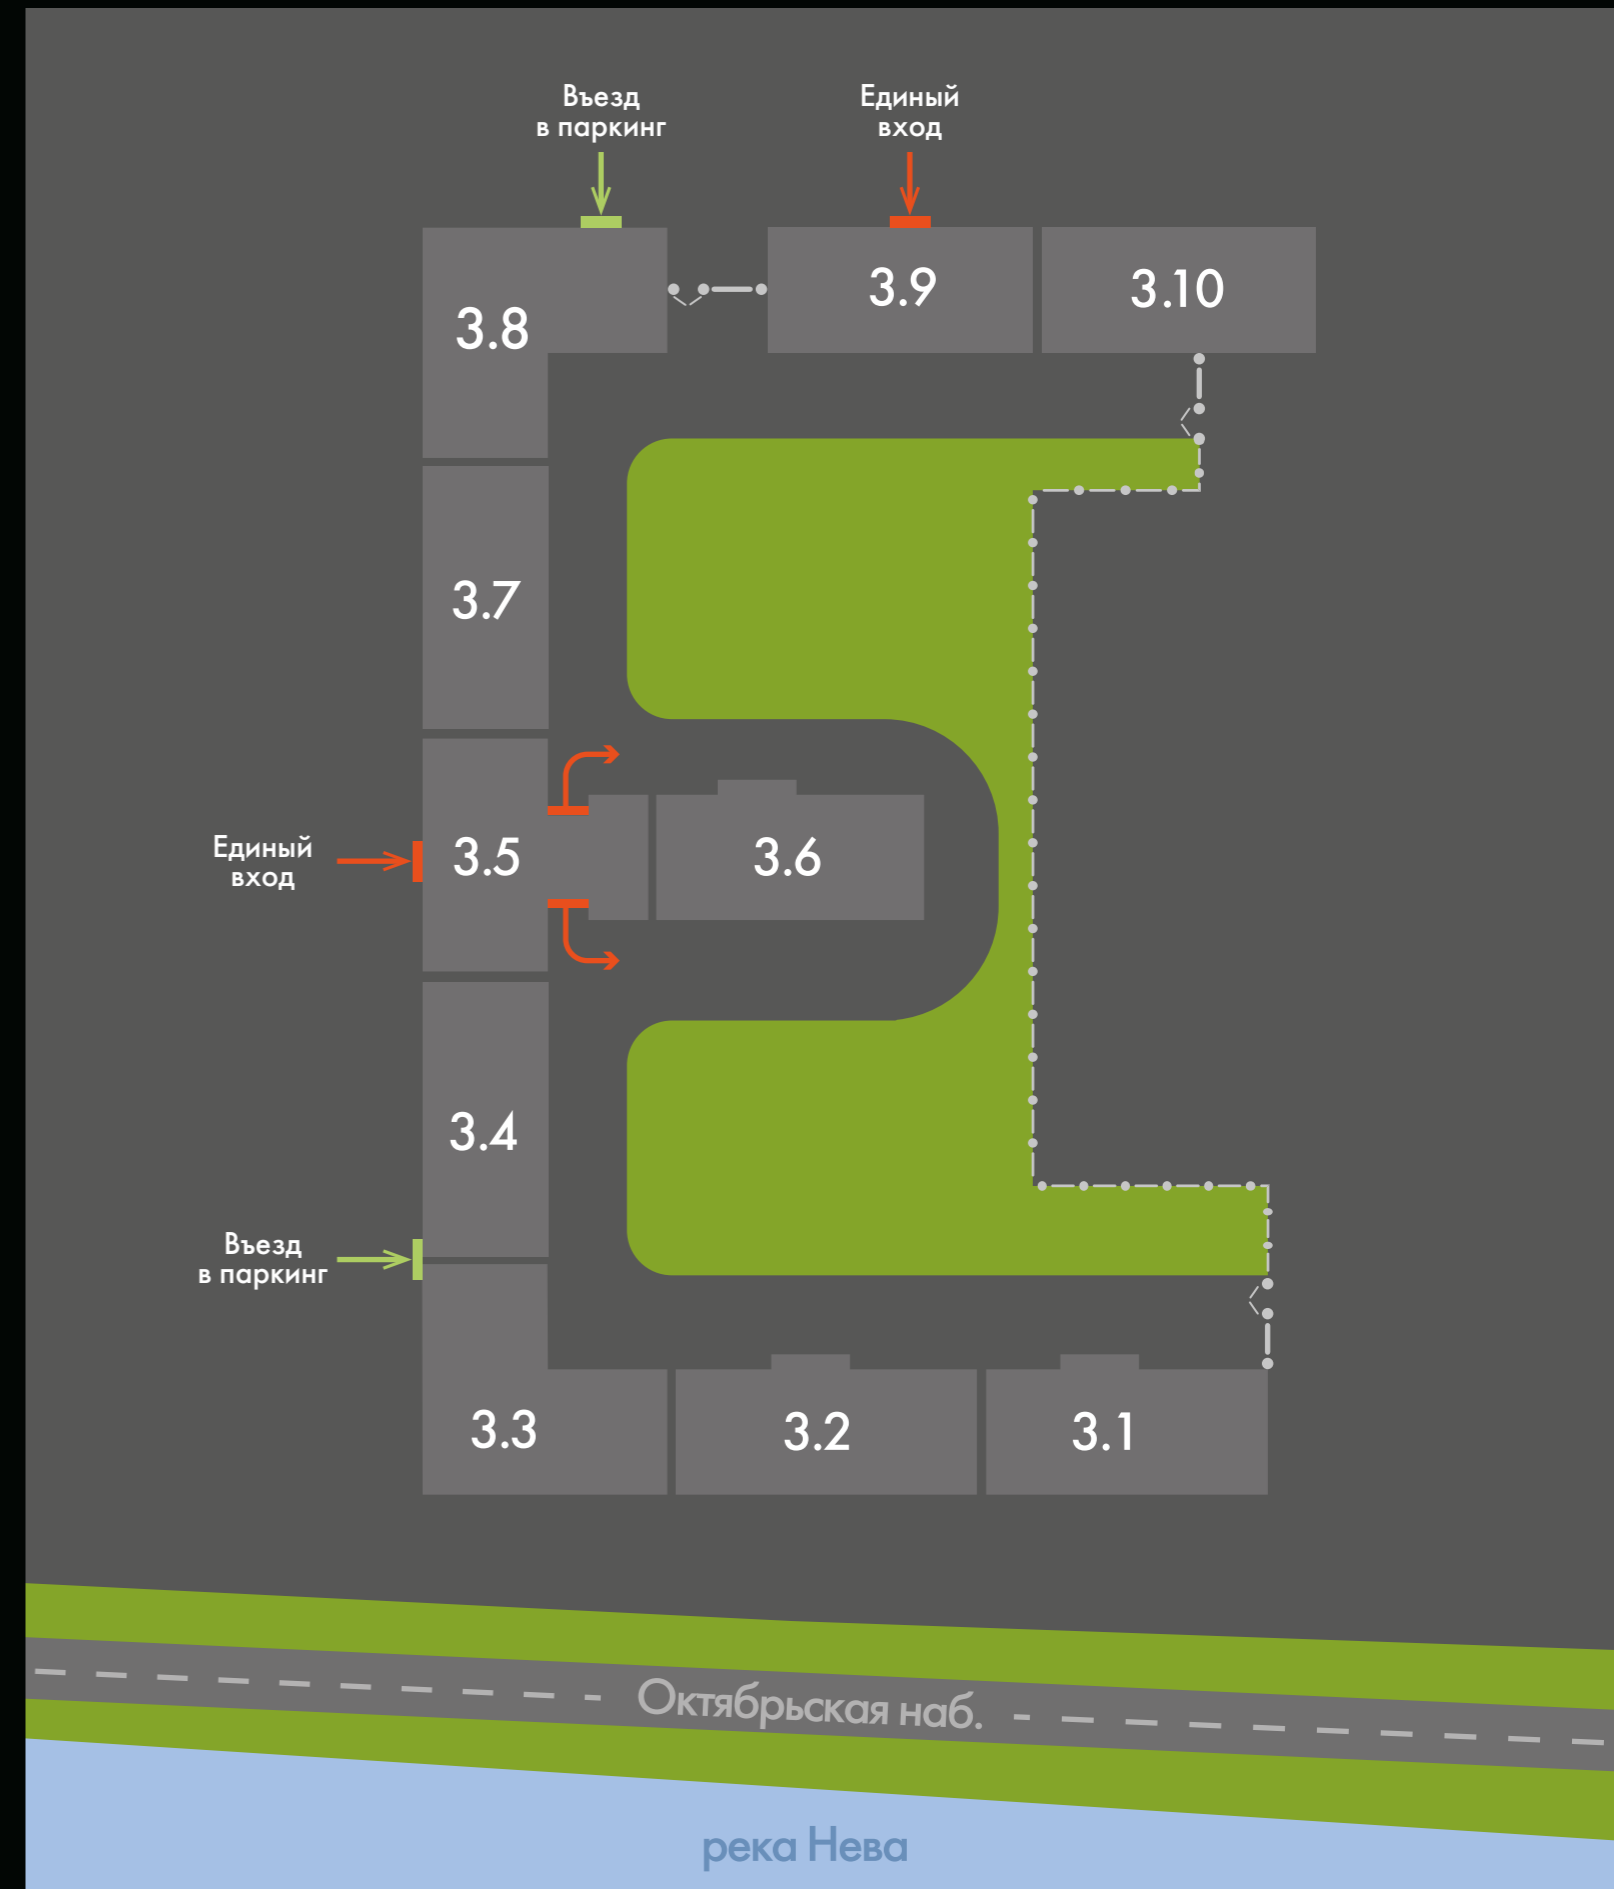 Въезд
в паркинг
Единый
вход
3.8
3.9
3.10
3.7
Единый
вход
3.5
3.6
3.4
Въезд
в паркинг
3.3
3.2
3.1
Октябрьская наб.
река Нева